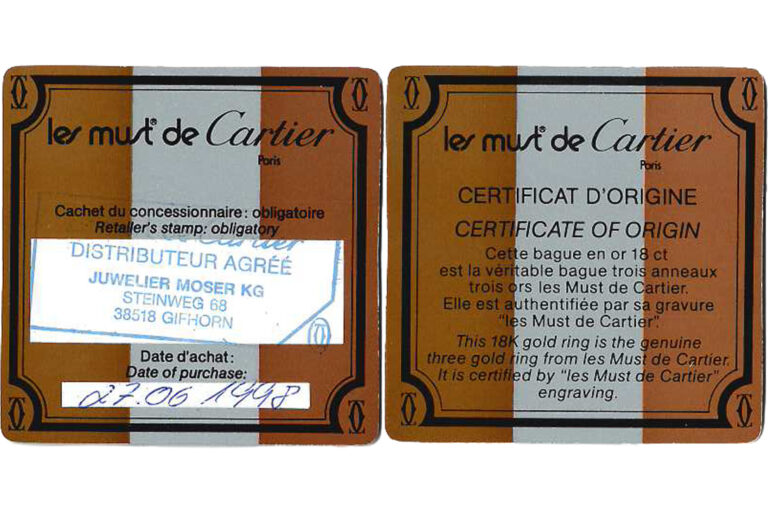 les must® de Cartier
Paris
Cachet du concessionnaire: obligatoire
Retailer's stamp: obligatory
Cartier
DISTRIBUTEUR AGRÉÉ
JUWELIER MOSER KG
STEINWEG 68
38518 GIFHORN
Date d'achat:
Date of purchase:
27.06 1998
les must® de Cartier
Paris
CERTIFICAT D'ORIGINE
CERTIFICATE OF ORIGIN
Cette bague en or 18 ct
est la véritable bague trois anneaux
trois ors les Must de Cartier.
Elle est authentifiée par sa gravure
"les Must de Cartier".
This 18K gold ring is the genuine
three gold ring from les Must de Cartier.
It is certified by "les Must de Cartier"
engraving.